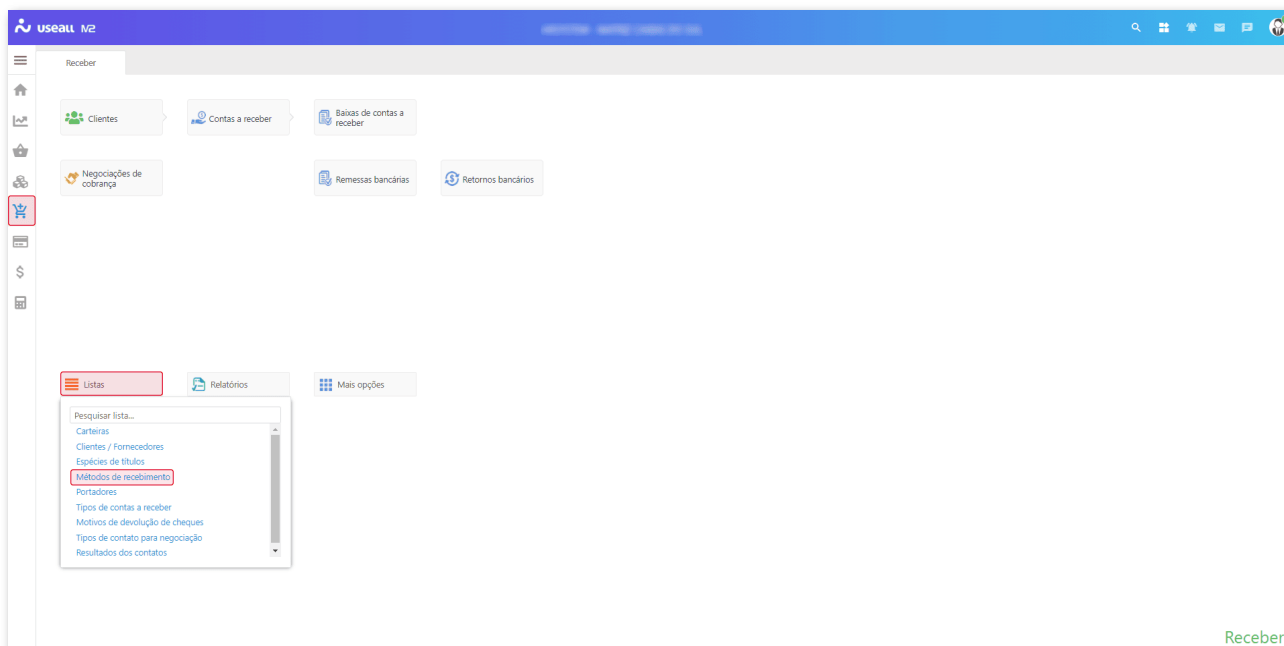 useall M2
Receber
Clientes
Contas a receber
Baixas de contas a
receber
Negociações de
cobrança
Remessas bancárias
Retornos bancários
Listas
Relatórios
Mais opções
Pesquisar lista...
Carteiras
Clientes / Fornecedores
Espécies de títulos
Métodos de recebimento
Portadores
Tipos de contas a receber
Motivos de devolução de cheques
Tipos de contato para negociação
Resultados dos contatos
Receber